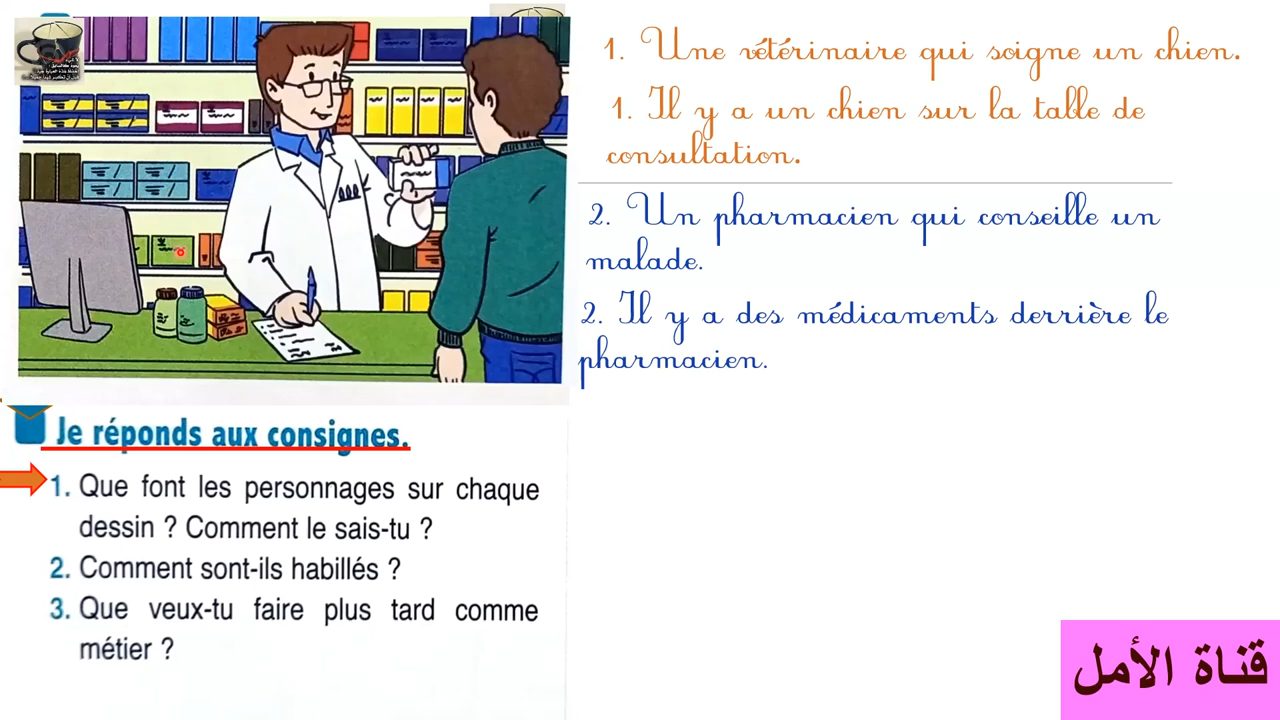 1. Une vétérinaire qui soigne un chien.
1. Il y a un chien sur la table de
consultation.
2. Un pharmacien qui conseille un
malade.
2. Il y a des médicaments derrière le
pharmacien.
Je réponds aux consignes.
1. Que font les personnages sur chaque
dessin ? Comment le sais-tu ?
2. Comment sont-ils habillés ?
3. Que veux-tu faire plus tard comme
métier ?
قناة الأمل